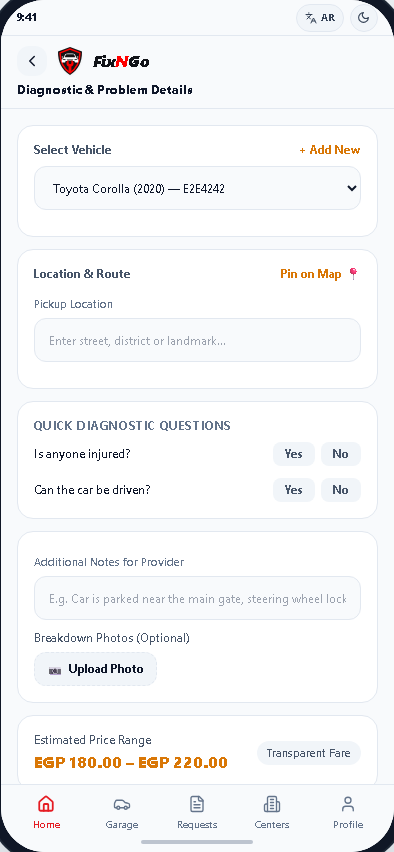 9:41
AR
FixNGo
Diagnostic & Problem Details
Select Vehicle
+ Add New
Toyota Corolla (2020) — E2E4242
Location & Route
Pin on Map
Pickup Location
Enter street, district or landmark...
QUICK DIAGNOSTIC QUESTIONS
Is anyone injured?
Yes
No
Can the car be driven?
Yes
No
Additional Notes for Provider
E.g. Car is parked near the main gate, steering wheel lock
Breakdown Photos (Optional)
Upload Photo
Estimated Price Range
EGP 180.00 – EGP 220.00
Transparent Fare
Home
Garage
Requests
Centers
Profile